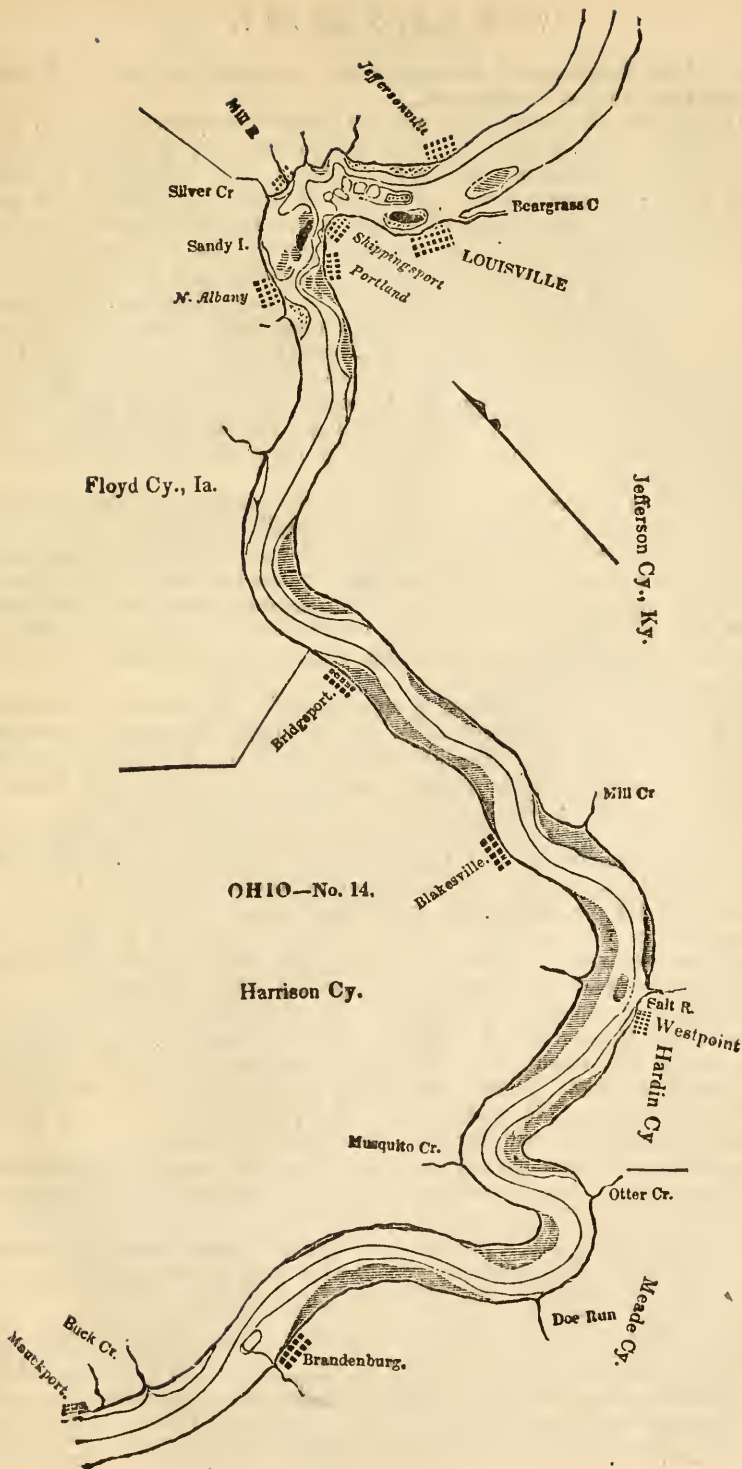 Jeffersonville
Mill R
Silver Cr
Beargrass C
Sandy I.
Shippingsport
LOUISVILLE
Portland
N. Albany
Floyd Cy., Ia.
Jefferson Cy., Ky.
Bridgsport.
Mill Cr
Blakesville.
OHIO—No. 14.
Harrison Cy.
Salt R.
Westpoint
Hardin Cy
Musquito Cr.
Otter Cr.
Meade Cy.
Doe Run
Buck Cr.
Mauckport.
Brandenburg.